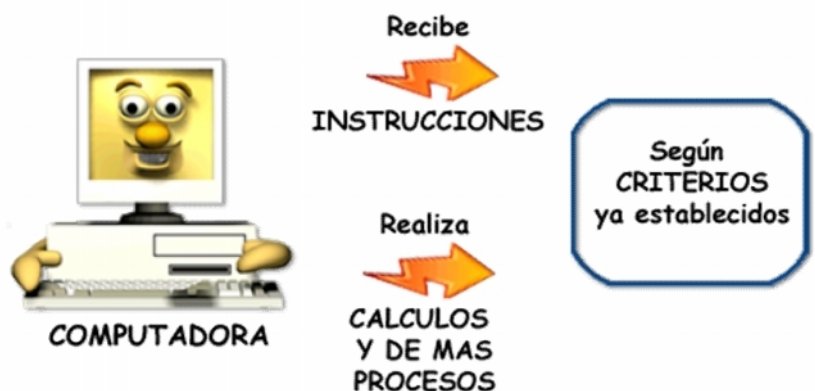 Recibe
INSTRUCCIONES
Según
CRITERIOS
ya establecidos
Realiza
CALCULOS
Y DE MAS
PROCESOS
COMPUTADORA